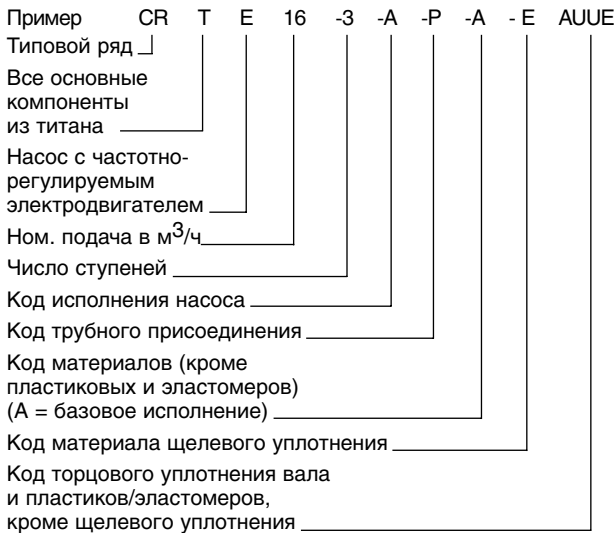 Пример CR T E 16 -3 -A -P -A - E AUUE
Типовой ряд
Все основные
компоненты
из титана
Насос с частотно-
регулируемым
электродвигателем
Ном. подача в м3/ч
Число ступеней
Код исполнения насоса
Код трубного присоединения
Код материалов (кроме
пластиковых и эластомеров)
(А = базовое исполнение)
Код материала щелевого уплотнения
Код торцового уплотнения вала
и пластиков/эластомеров,
кроме щелевого уплотнения